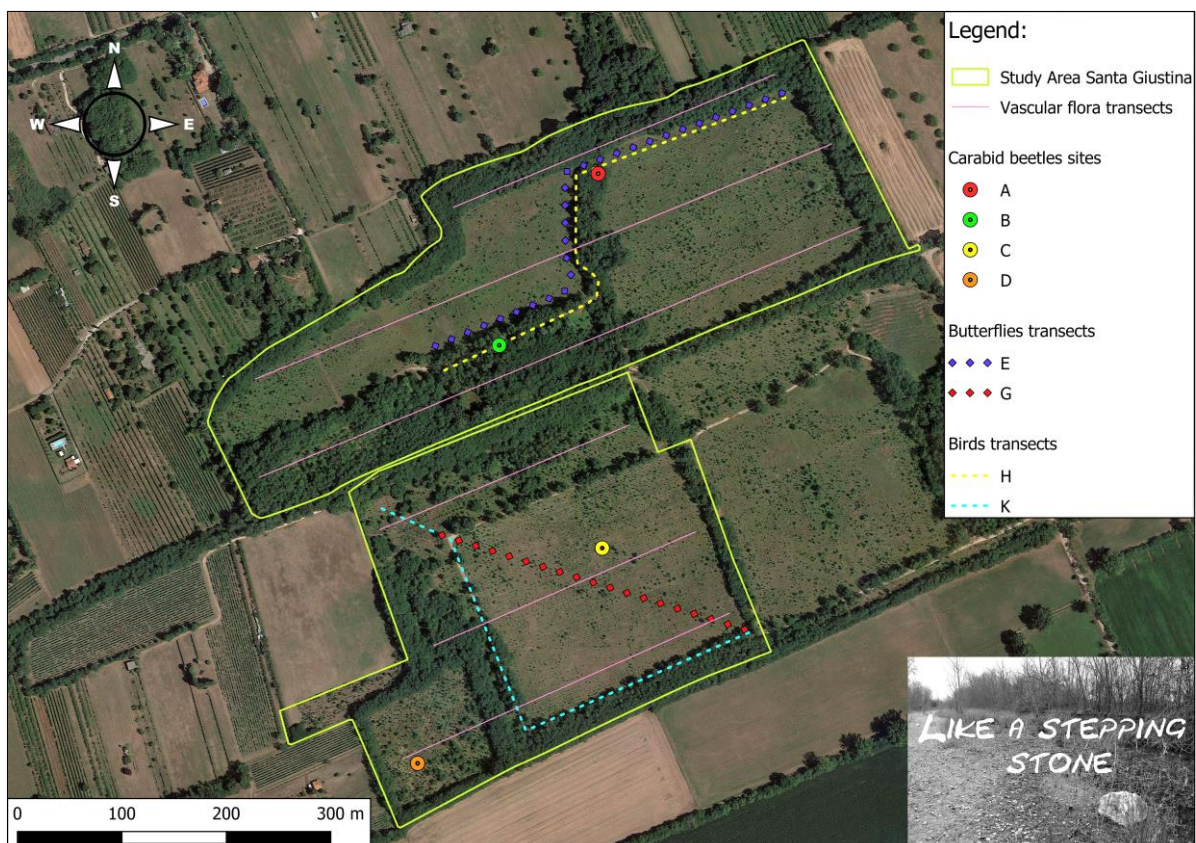 N
W
E
S
Legend:
Study Area Santa Giustina
Vascular flora transects
Carabid beetles sites
A
B
C
D
Butterflies transects
E
G
Birds transects
H
K
LIKE A STEPPING
STONE
0 100 200 300 m